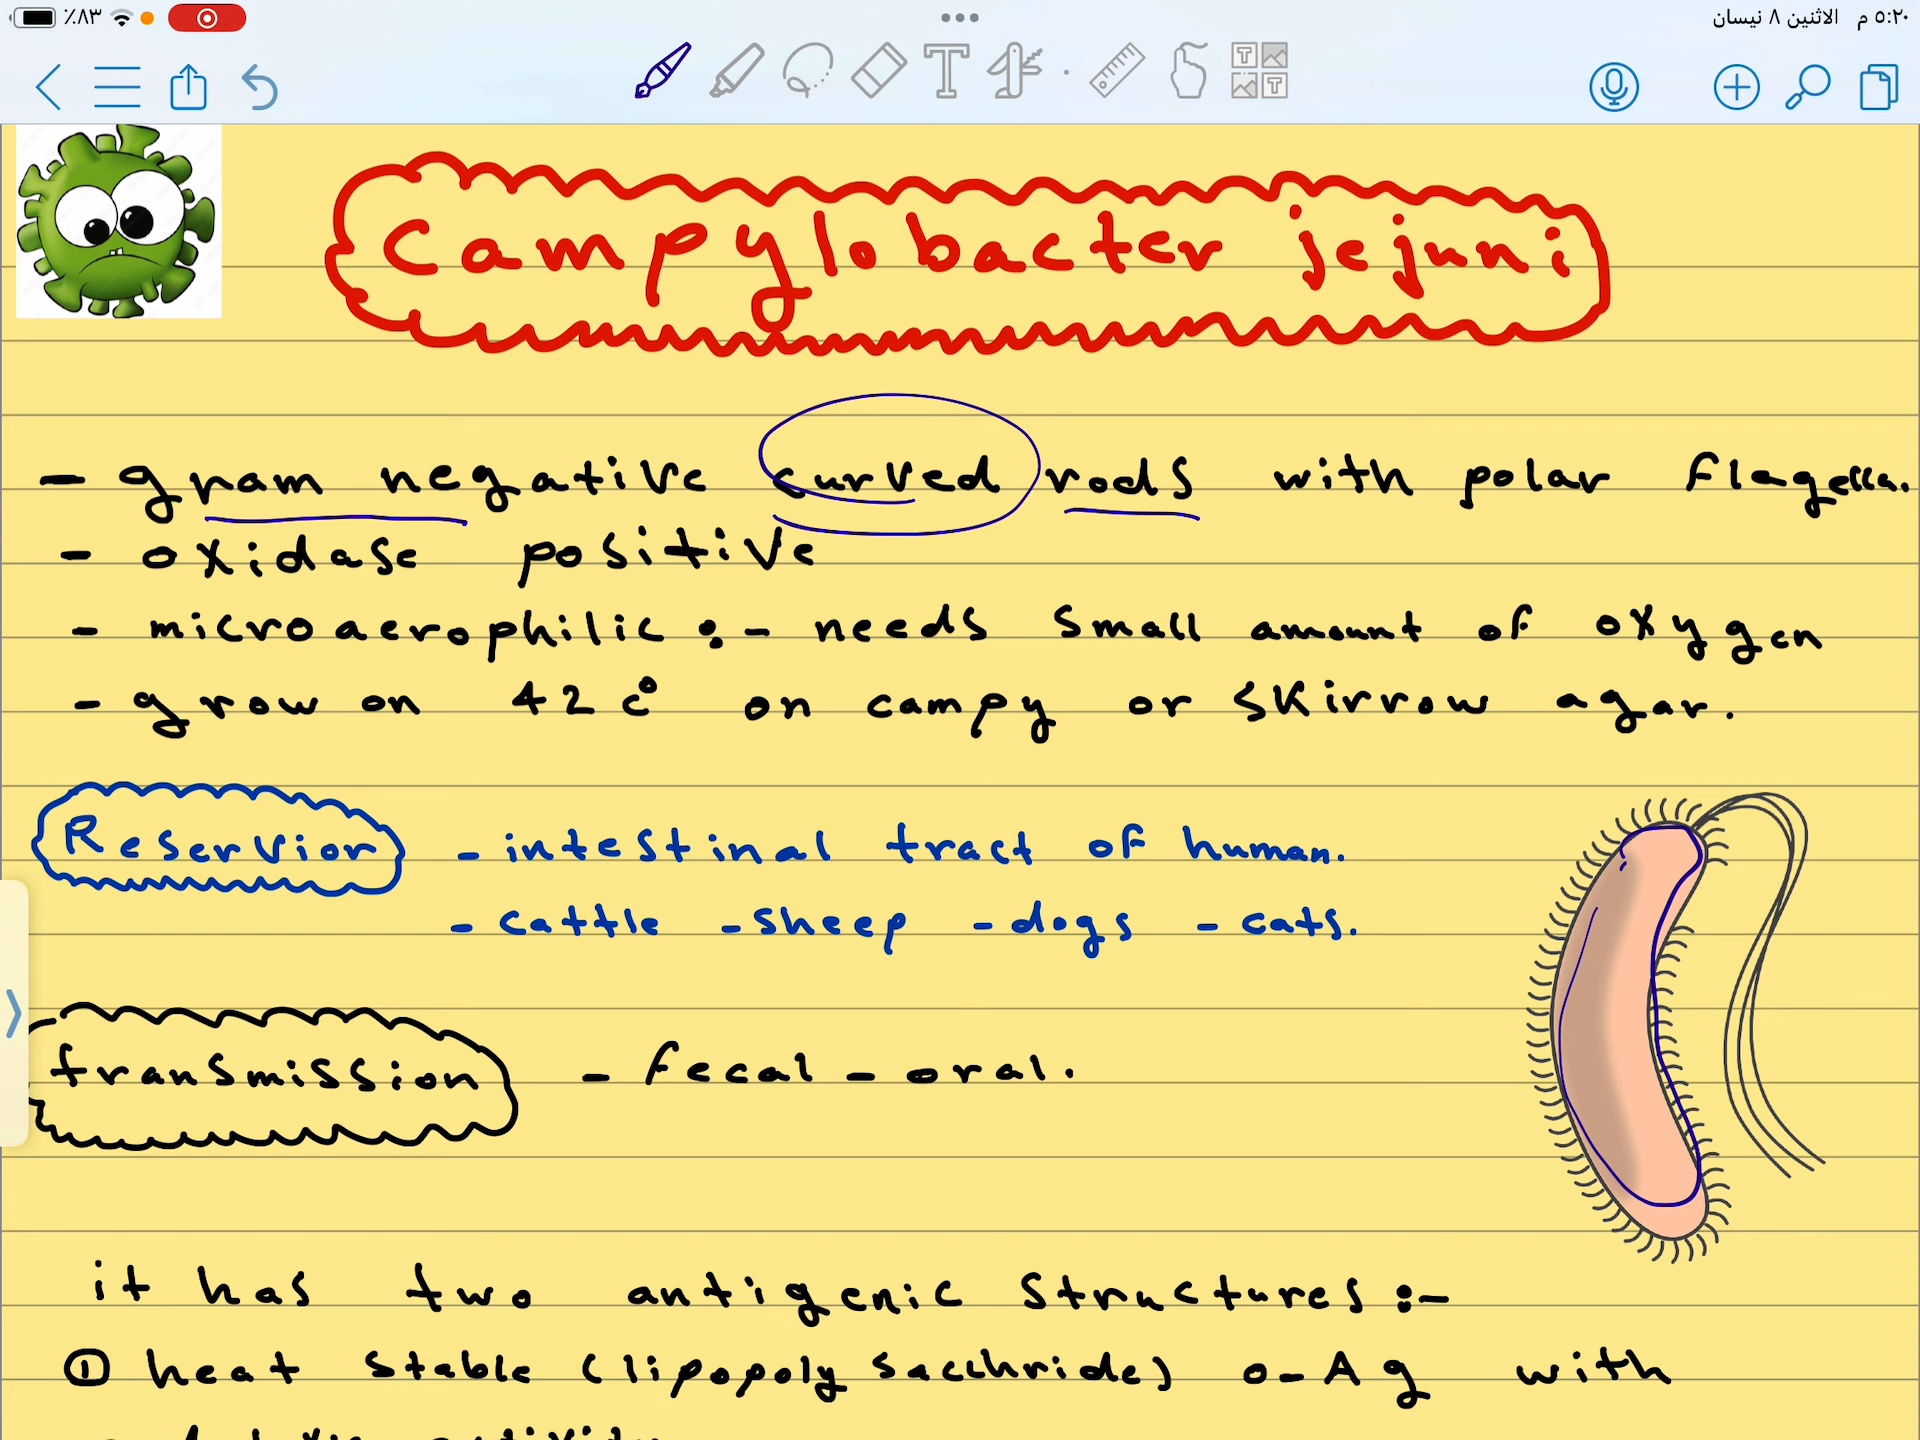 ٪٨٣
٥:٢٠ م الاثنين ٨ نيسان
Campylobacter jejuni
- gram negative curved rods with polar flagella.
- oxidase positive
- microaerophilic :- needs small amount of oxygen
- grow on 42 c° on campy or skirrow agar.
Reservior - intestinal tract of human.
- cattle - sheep - dogs - cats.
transmission - fecal - oral.
it has two antigenic structures :-
① heat stable (lipopoly sacchride) o-Ag with